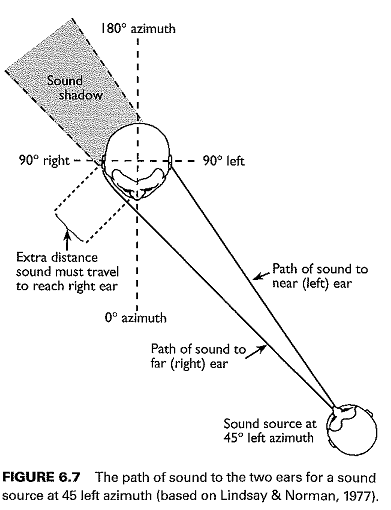 180° azimuth
Sound
shadow
90° right
90° left
Extra distance
sound must travel
to reach right ear
Path of sound to
near (left) ear
0° azimuth
Path of sound to
far (right) ear
Sound source at
45° left azimuth
FIGURE 6.7 The path of sound to the two ears for a sound
source at 45 left azimuth (based on Lindsay & Norman, 1977).